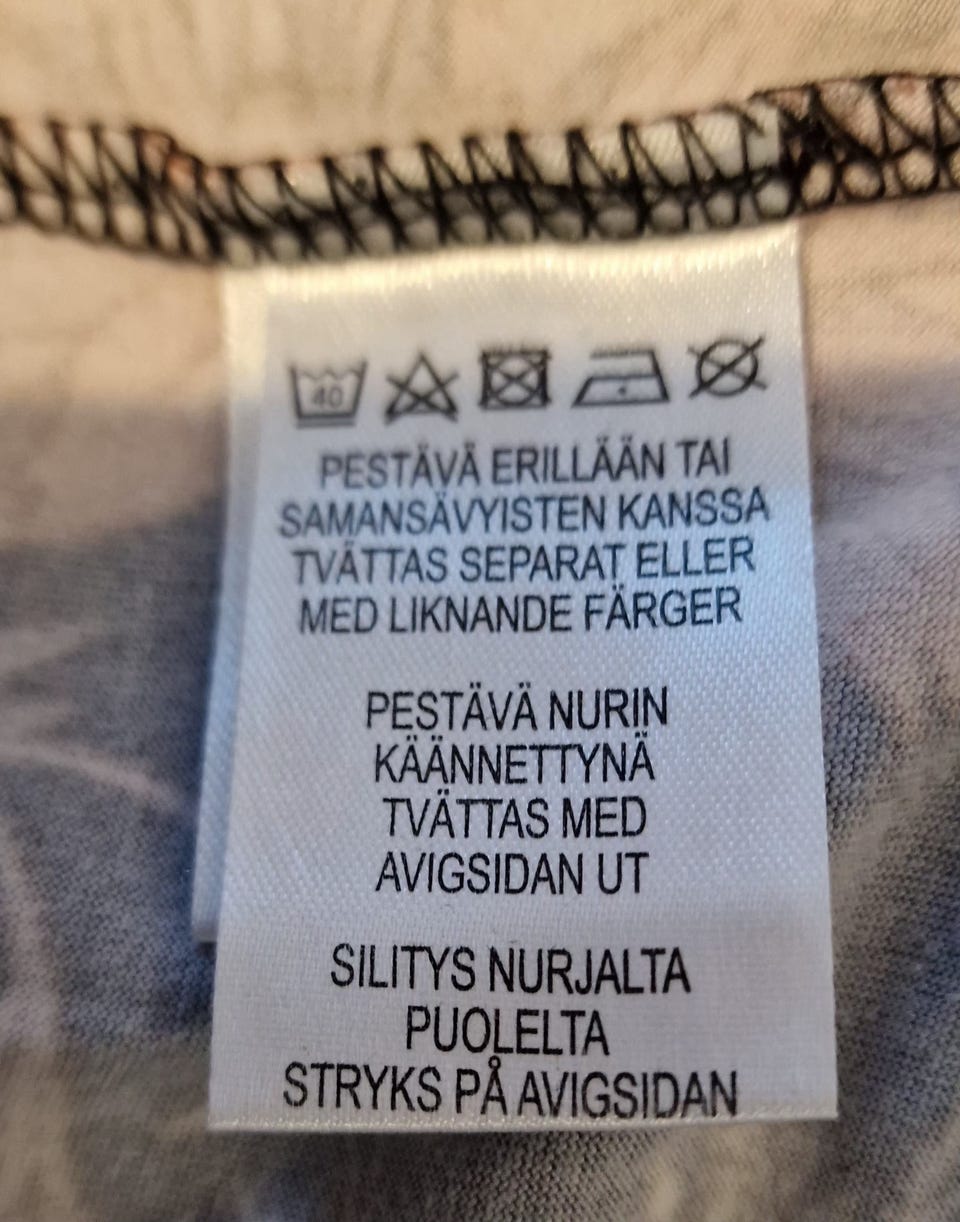 40
PESTÄVÄ ERILLÄÄN TAI
SAMANSÄVYISTEN KANSSA
TVÄTTAS SEPARAT ELLER
MED LIKNANDE FÄRGER
PESTÄVÄ NURIN
KÄÄNNETTYNÄ
TVÄTTAS MED
AVIGSIDAN UT
SILITYS NURJALTA
PUOLELTA
STRYKS PÅ AVIGSIDAN